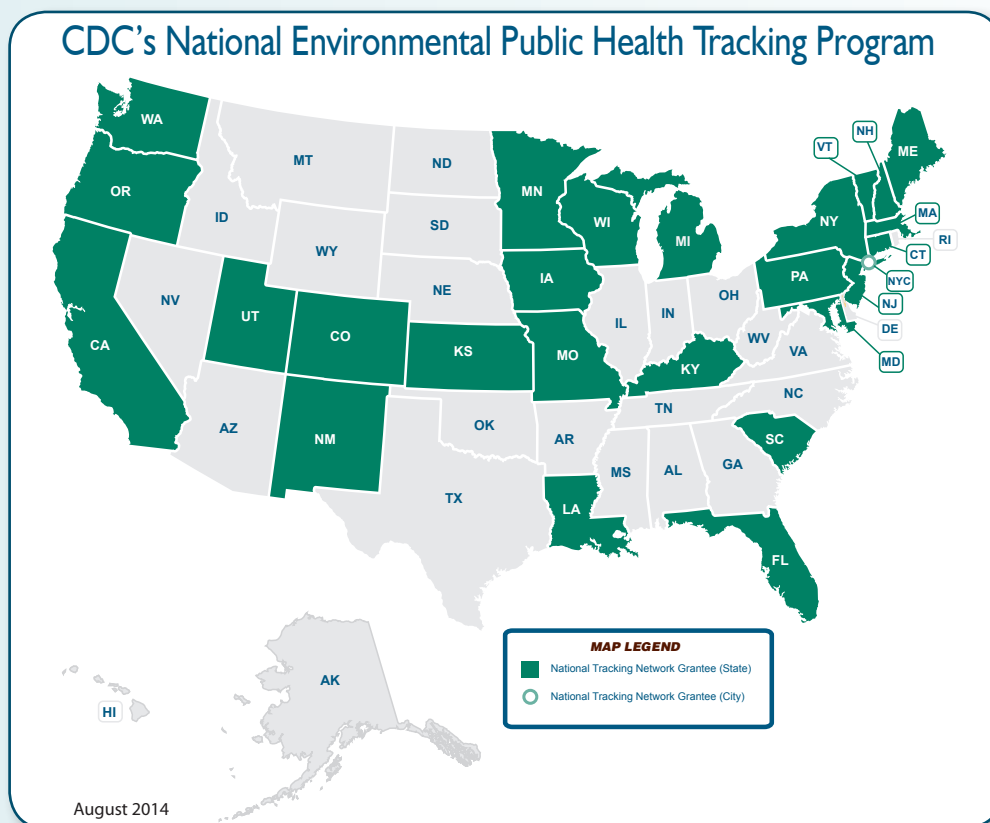 CDC's National Environmental Public Health Tracking Program
WA
MT
ND
MN
NH
VT
ME
OR
ID
SD
WI
MI
NY
MA
RI
CT
NYC
WY
NE
IA
PA
NJ
DE
MD
NV
UT
CO
KS
MO
IL
IN
OH
WV
VA
KY
CA
AZ
NM
OK
AR
TN
NC
SC
TX
LA
MS
AL
GA
FL
AK
HI
MAP LEGEND
National Tracking Network Grantee (State)
National Tracking Network Grantee (City)
August 2014